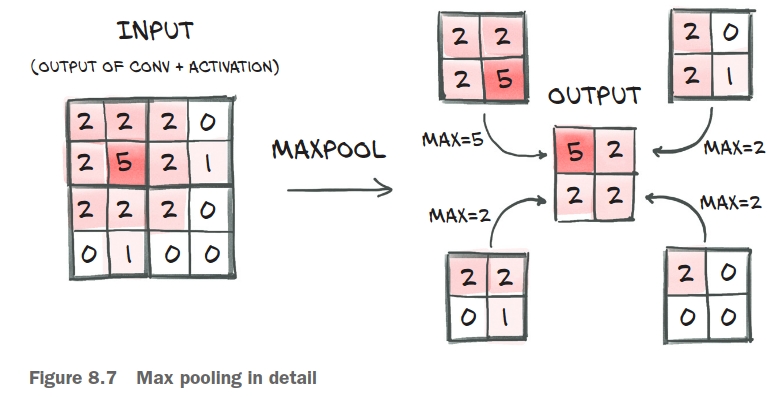 INPUT
(OUTPUT OF CONV + ACTIVATION)
2 2 2 0
2 5 2 1
2 2 2 0
0 1 0 0
MAXPOOL
2 2
2 5
MAX=5
OUTPUT
5 2
2 2
2 0
2 1
MAX=2
MAX=2
2 2
0 1
MAX=2
2 0
0 0
Figure 8.7 Max pooling in detail